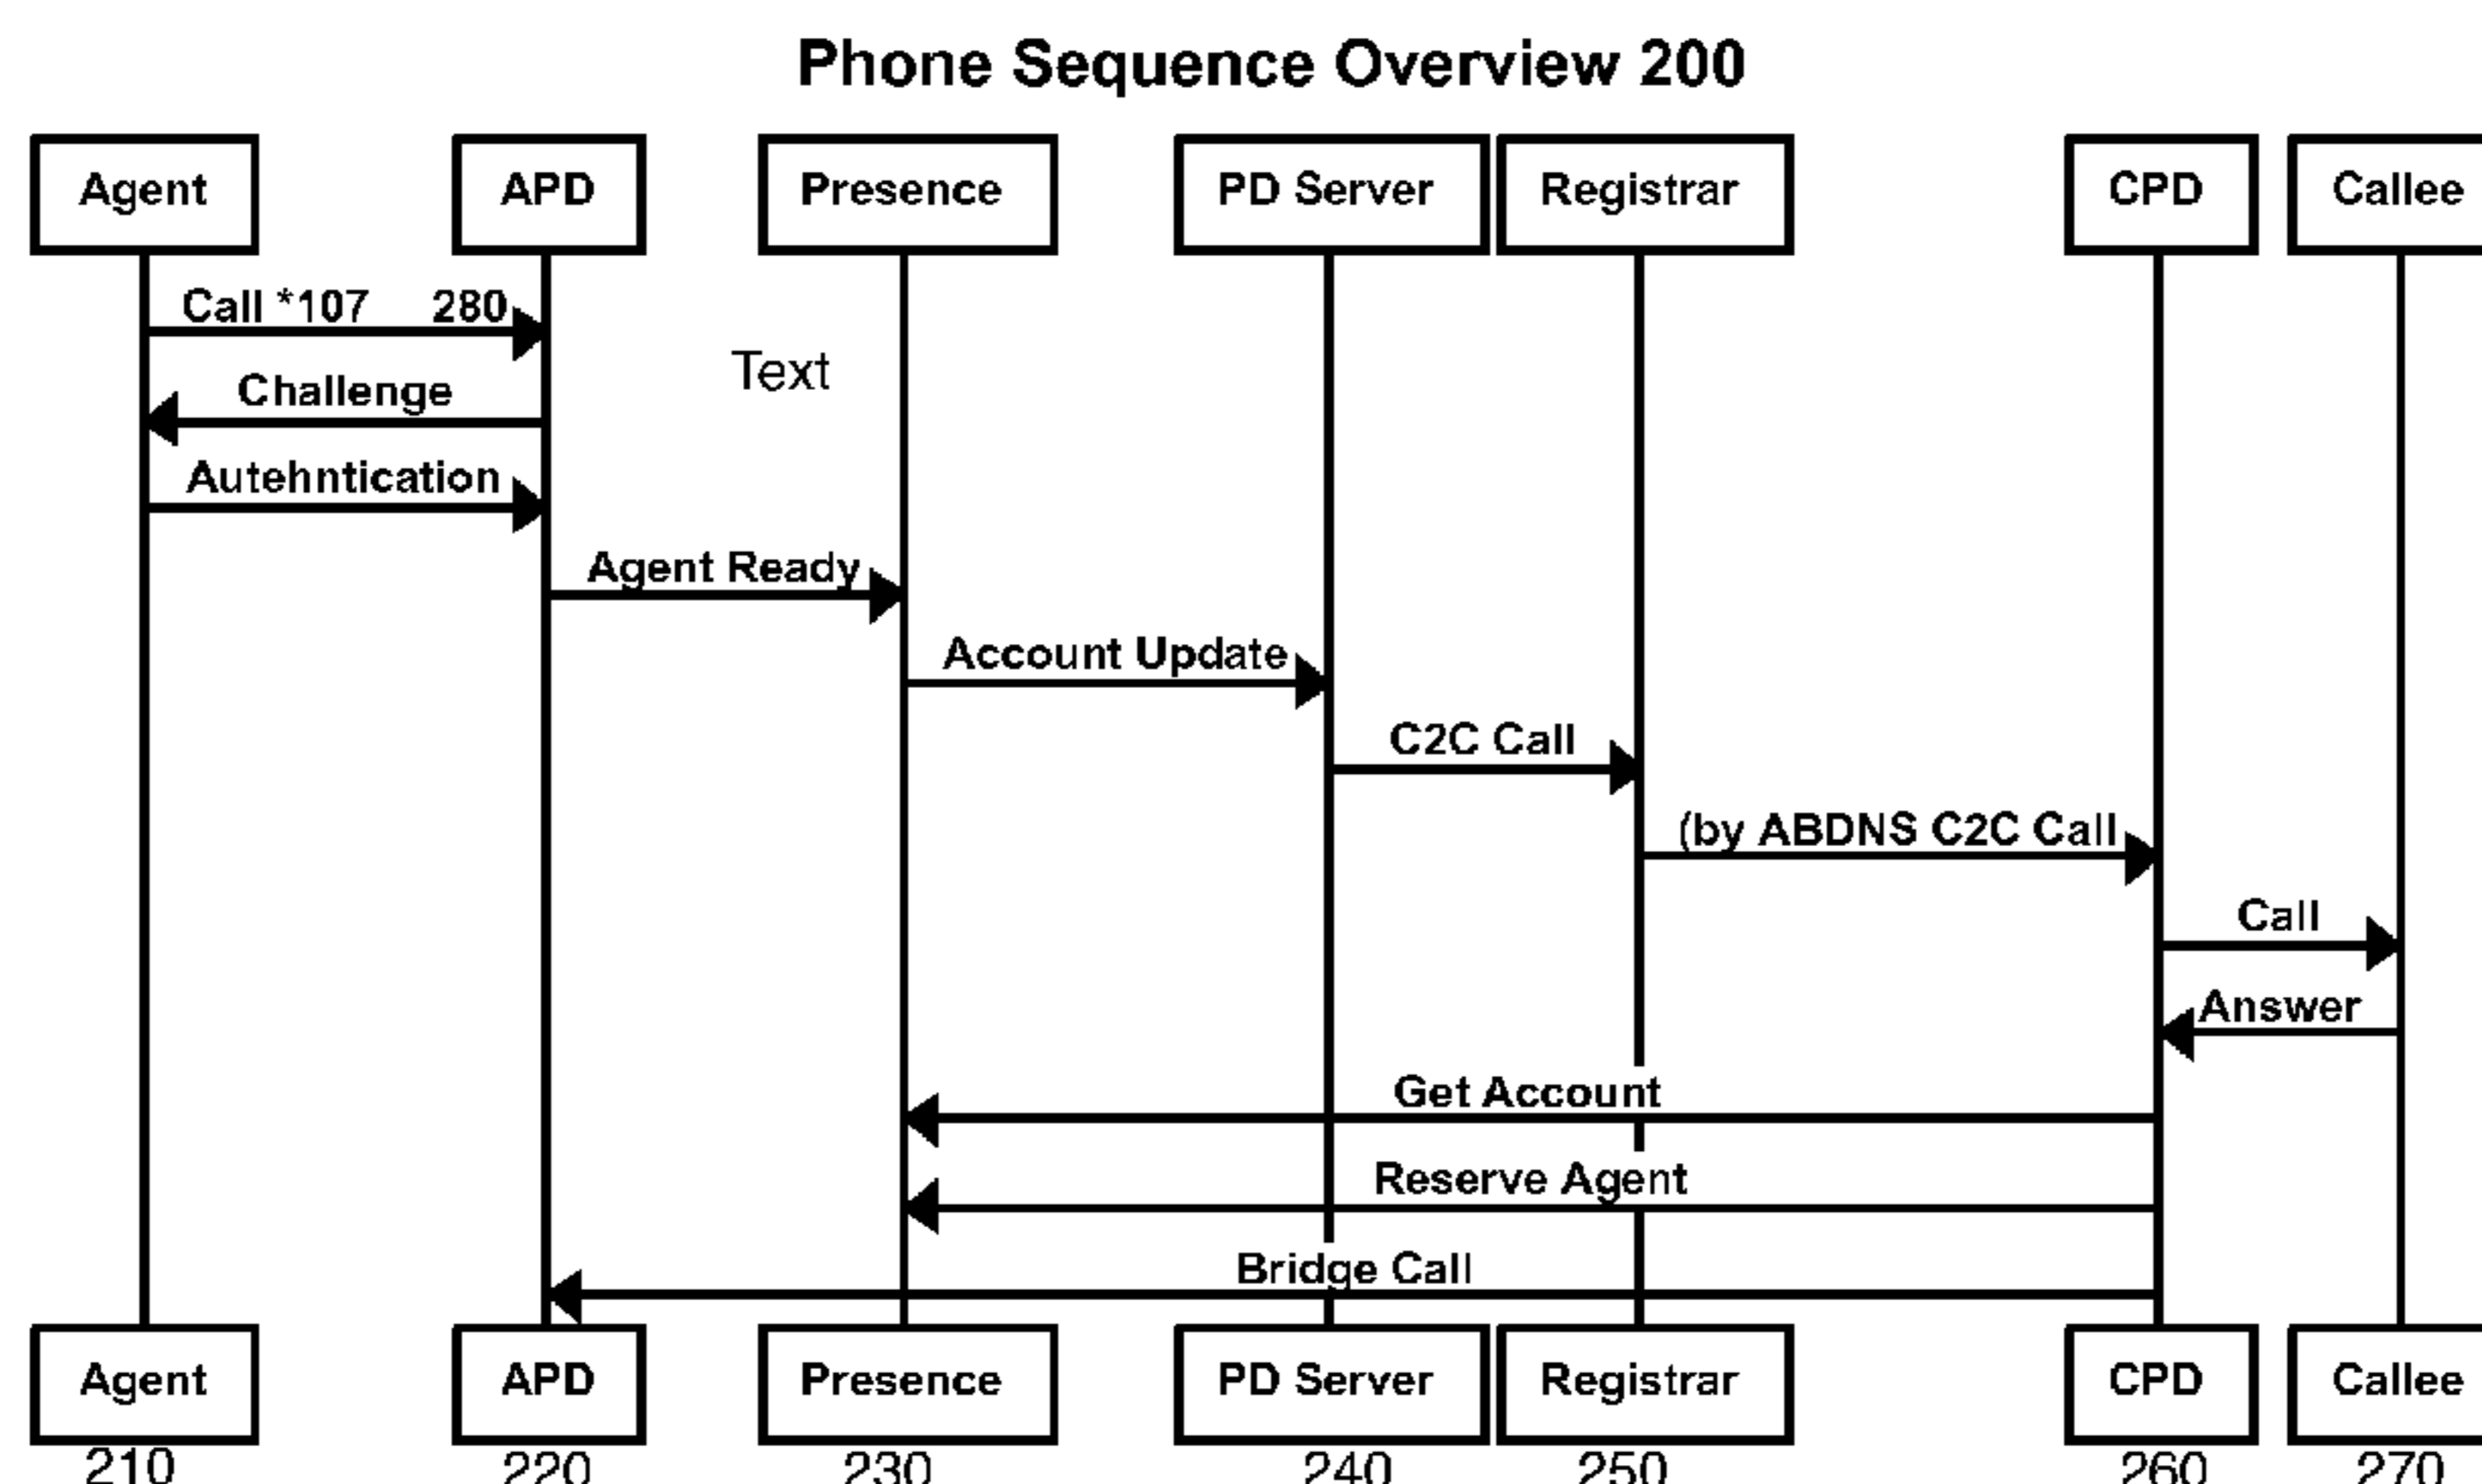 Phone Sequence Overview 200
Agent APD Presence PD Server Registrar CPD Callee
Call *107 280
Text
Challenge
Autehntication
Agent Ready
Account Update
C2C Call
(by ABDNS C2C Call
Call
Answer
Get Account
Reserve Agent
Bridge Call
Agent APD Presence PD Server Registrar CPD Callee
210 220 230 240 250 260 270